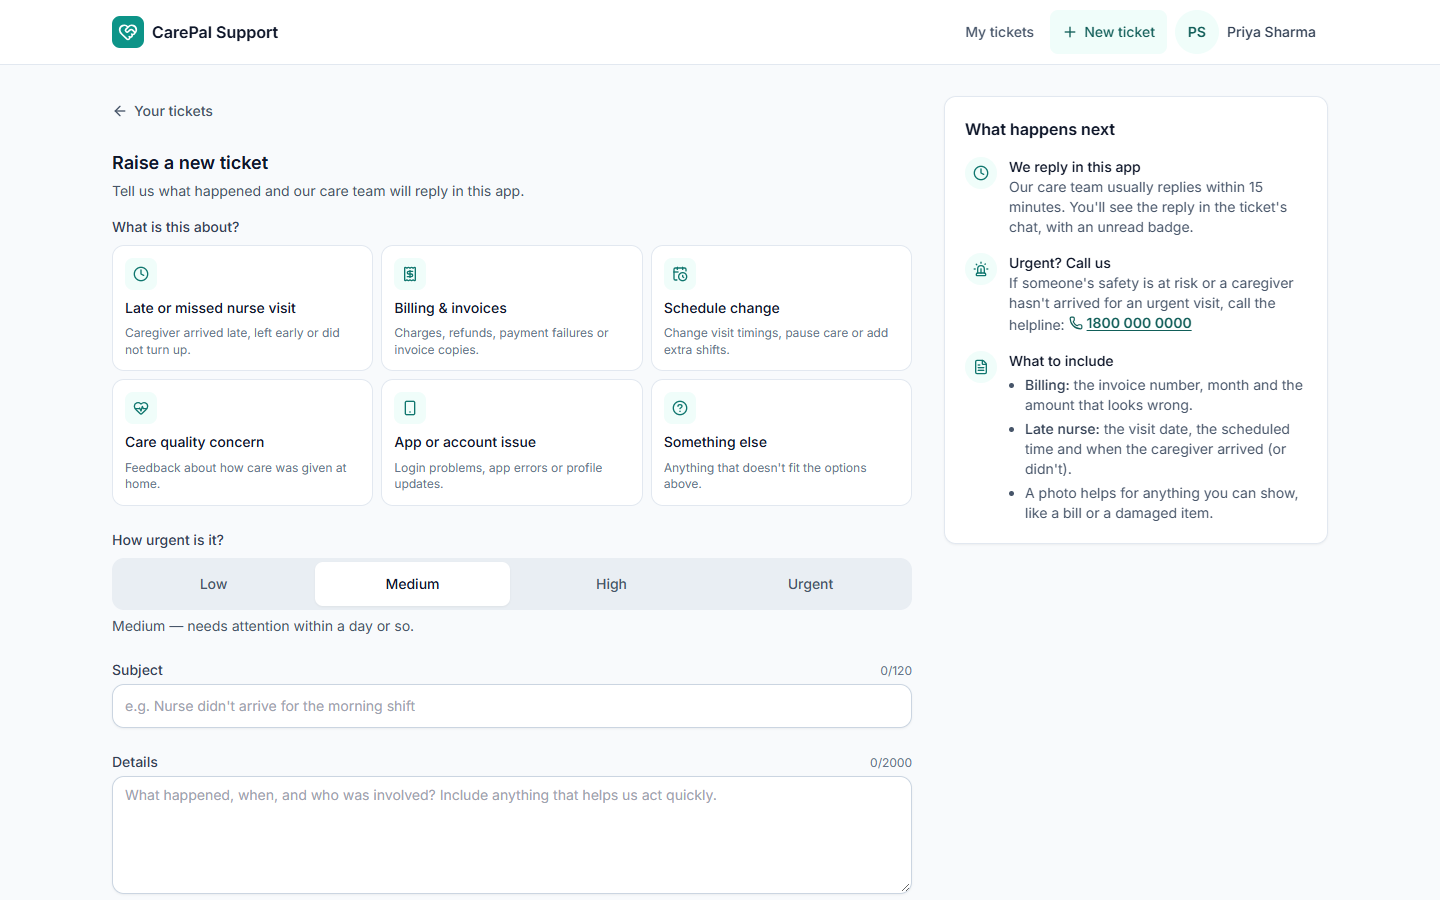 CarePal Support
My tickets
New ticket
PS
Priya Sharma
Your tickets
Raise a new ticket
Tell us what happened and our care team will reply in this app.
What is this about?
Late or missed nurse visit
Caregiver arrived late, left early or did
not turn up.
Billing & invoices
Charges, refunds, payment failures or
invoice copies.
Schedule change
Change visit timings, pause care or add
extra shifts.
Care quality concern
Feedback about how care was given at
home.
App or account issue
Login problems, app errors or profile
updates.
Something else
Anything that doesn't fit the options
above.
How urgent is it?
Low
Medium
High
Urgent
Medium — needs attention within a day or so.
Subject
0/120
e.g. Nurse didn't arrive for the morning shift
Details
0/2000
What happened, when, and who was involved? Include anything that helps us act quickly.
What happens next
We reply in this app
Our care team usually replies within 15
minutes. You'll see the reply in the ticket's
chat, with an unread badge.
Urgent? Call us
If someone's safety is at risk or a caregiver
hasn't arrived for an urgent visit, call the
helpline: 1800 000 0000
What to include
• Billing: the invoice number, month and the
amount that looks wrong.
• Late nurse: the visit date, the scheduled
time and when the caregiver arrived (or
didn't).
• A photo helps for anything you can show,
like a bill or a damaged item.